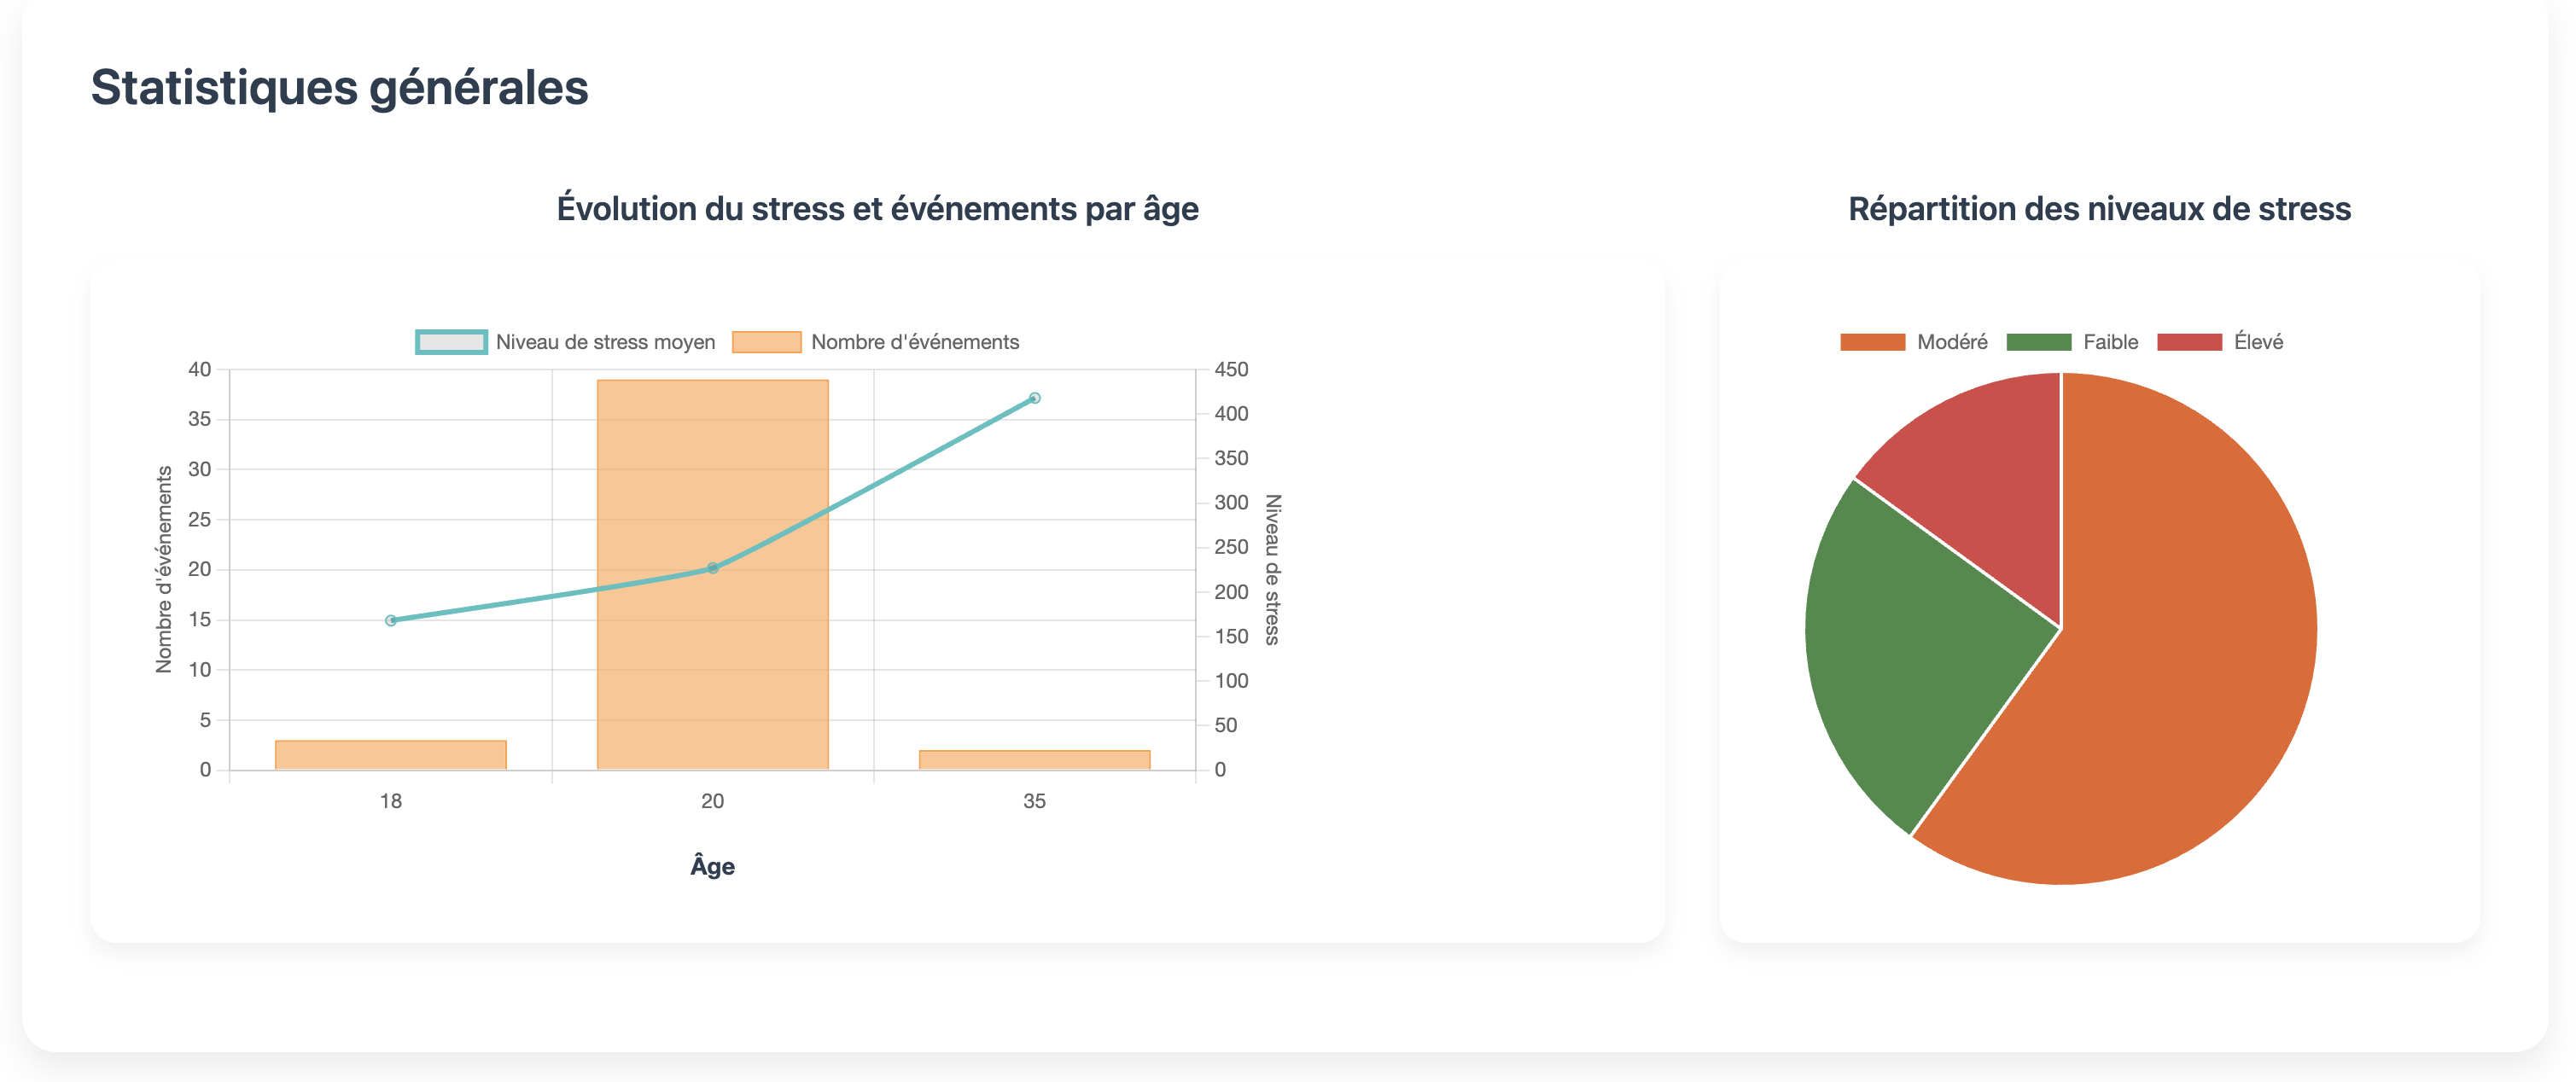 Statistiques générales
Évolution du stress et événements par âge
Niveau de stress moyen Nombre d'événements
Nombre d'événements
40
35
30
25
20
15
10
5
0
450
400
350
300
250
200
150
100
50
0
Niveau de stress
18 20 35
Âge
Répartition des niveaux de stress
Modéré Faible Élevé